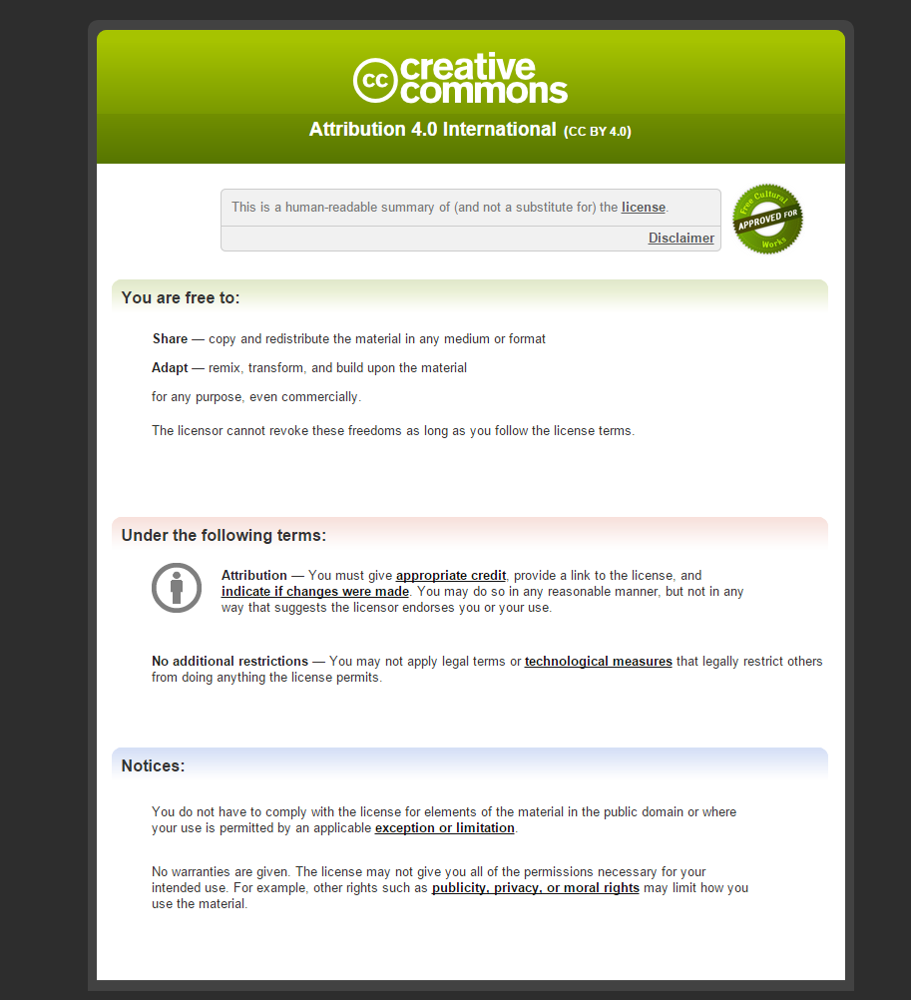 cc creative
commons
Attribution 4.0 International (CC BY 4.0)
This is a human-readable summary of (and not a substitute for) the license.
Disclaimer
Free Cultural
APPROVED FOR
Works
You are free to:
Share — copy and redistribute the material in any medium or format
Adapt — remix, transform, and build upon the material
for any purpose, even commercially.
The licensor cannot revoke these freedoms as long as you follow the license terms.
Under the following terms:
Attribution — You must give appropriate credit, provide a link to the license, and
indicate if changes were made. You may do so in any reasonable manner, but not in any
way that suggests the licensor endorses you or your use.
No additional restrictions — You may not apply legal terms or technological measures that legally restrict others
from doing anything the license permits.
Notices:
You do not have to comply with the license for elements of the material in the public domain or where
your use is permitted by an applicable exception or limitation.
No warranties are given. The license may not give you all of the permissions necessary for your
intended use. For example, other rights such as publicity, privacy, or moral rights may limit how you
use the material.